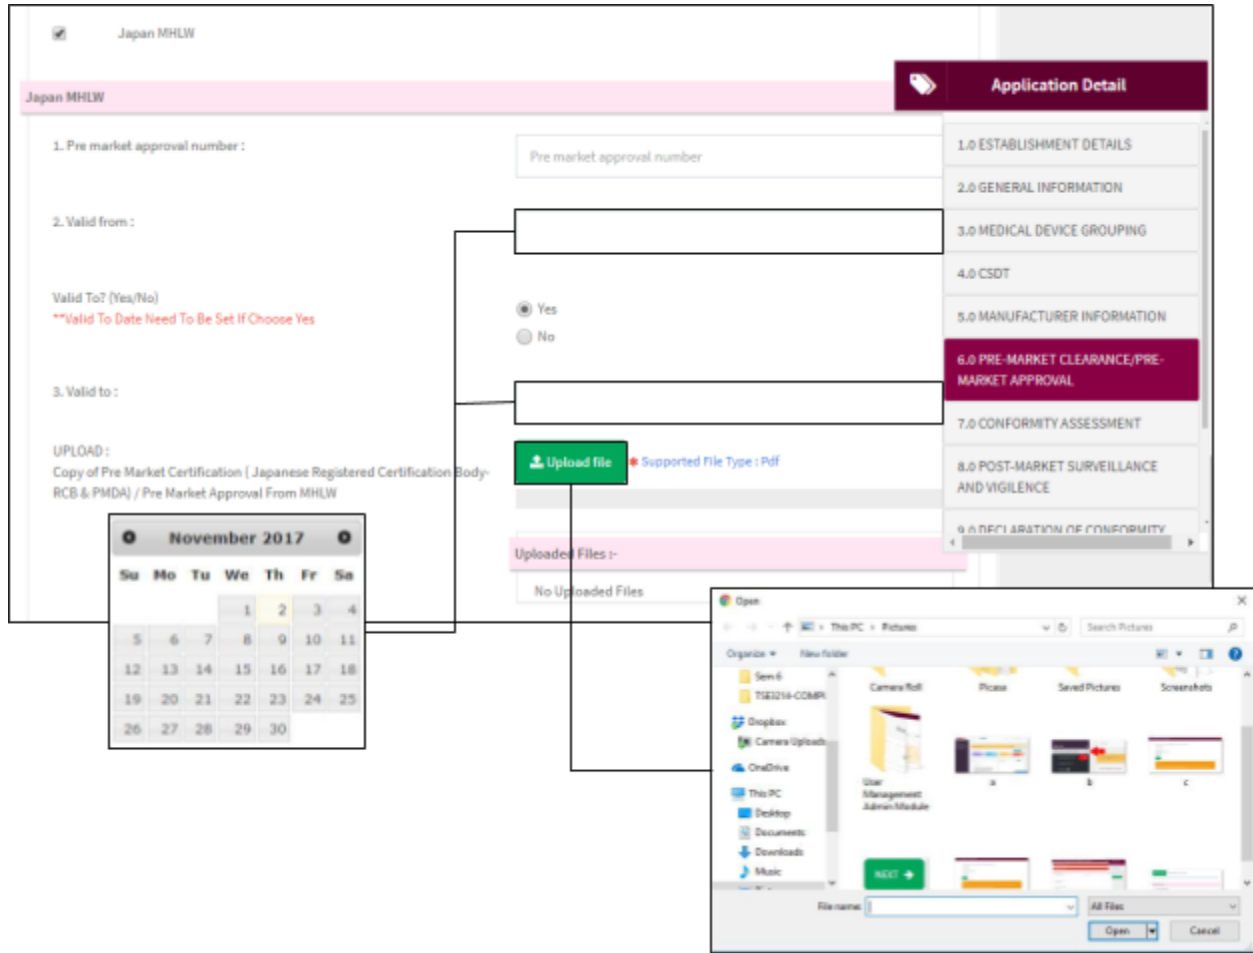 Japan MHLW
Japan MHLW
1. Pre market approval number :
Pre market approval number
2. Valid from :
Valid To? (Yes/No)
**Valid To Date Need To Be Set If Choose Yes
Yes
No
3. Valid to :
UPLOAD :
Copy of Pre Market Certification ( Japanese Registered Certification Body-
RCB & PMDA) / Pre Market Approval From MHLW
Upload file
* Supported File Type : Pdf
Uploaded Files :-
No Uploaded Files
Application Detail
1.0 ESTABLISHMENT DETAILS
2.0 GENERAL INFORMATION
3.0 MEDICAL DEVICE GROUPING
4.0 CSDT
5.0 MANUFACTURER INFORMATION
6.0 PRE-MARKET CLEARANCE/PRE-
MARKET APPROVAL
7.0 CONFORMITY ASSESSMENT
8.0 POST-MARKET SURVEILLANCE
AND VIGILENCE
9.0 DECLARATION OF CONFORMITY
November 2017
Su Mo Tu We Th Fr Sa
1 2 3 4
5 6 7 8 9 10 11
12 13 14 15 16 17 18
19 20 21 22 23 24 25
26 27 28 29 30
Open
This PC > Pictures
Search Pictures
Organize
New folder
Sem 6
TSE3256-COMP
Dropbox
Camera Uploads
OneDrive
This PC
Desktop
Documents
Downloads
Music
Camera Roll
Picasa
Saved Pictures
Screenshots
User
Management
Admin Module
a
b
c
NEXT
File name:
All Files
Open
Cancel